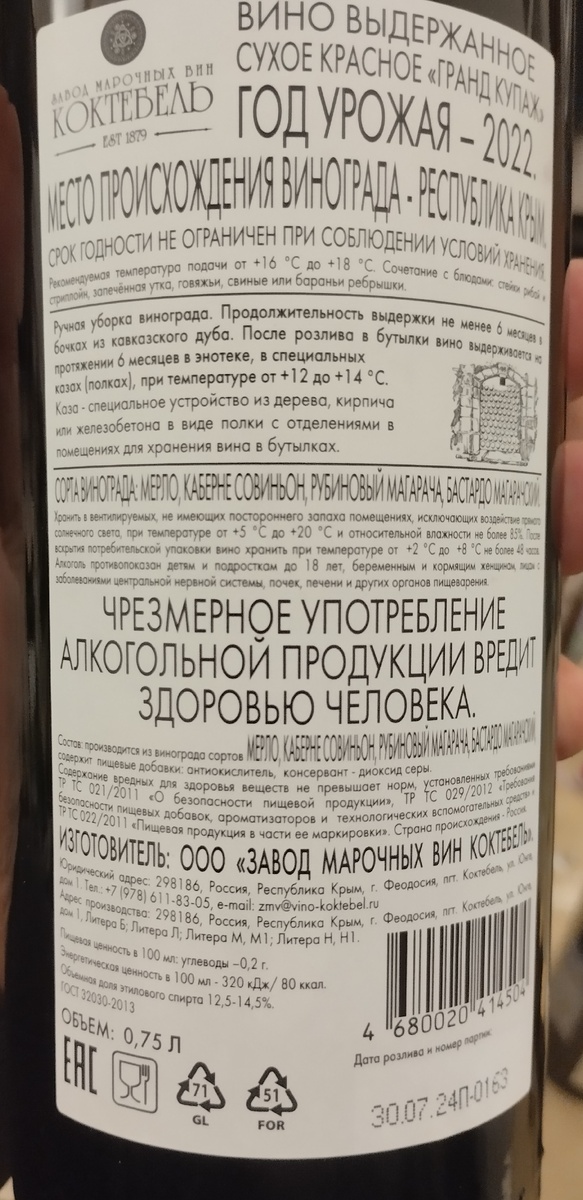 ЗАВОД МАРОЧНЫХ ВИН
КОКТЕБЕЛЬ
EST 1879
ВИНО ВЫДЕРЖАННОЕ
СУХОЕ КРАСНОЕ «ГРАНД КУПАЖ»
ГОД УРОЖАЯ – 2022.
МЕСТО ПРОИСХОЖДЕНИЯ ВИНОГРАДА - РЕСПУБЛИКА КРЫМ.
СРОК ГОДНОСТИ НЕ ОГРАНИЧЕН ПРИ СОБЛЮДЕНИИ УСЛОВИЙ ХРАНЕНИЯ.
Рекомендуемая температура подачи от +16 °С до +18 °С. Сочетание с блюдами: стейки рибай и
стриплойн, запечённая утка, говяжьи, свиные или бараньи ребрышки.
Ручная уборка винограда. Продолжительность выдержки не менее 6 месяцев в
бочках из кавказского дуба. После розлива в бутылки вино выдерживается на
протяжении 6 месяцев в энотеке, в специальных
казах (полках), при температуре от +12 до +14 °С.
Каза - специальное устройство из дерева, кирпича
или железобетона в виде полки с отделениями в
помещениях для хранения вина в бутылках.
СОРТА ВИНОГРАДА: МЕРЛО, КАБЕРНЕ СОВИНЬОН, РУБИНОВЫЙ МАГАРАЧА, БАСТАРДО МАГАРАЧСКИЙ.
Хранить в вентилируемых, не имеющих постороннего запаха помещениях, исключающих воздействие прямого
солнечного света, при температуре от +5 °С до +20 °С и относительной влажности не более 85%. После
вскрытия потребительской упаковки вино хранить при температуре от +2 °С до +8 °С не более 48 часов.
Алкоголь противопоказан детям и подросткам до 18 лет, беременным и кормящим женщинам, лицам с
заболеваниями центральной нервной системы, почек, печени и других органов пищеварения.
ЧРЕЗМЕРНОЕ УПОТРЕБЛЕНИЕ
АЛКОГОЛЬНОЙ ПРОДУКЦИИ ВРЕДИТ
ЗДОРОВЬЮ ЧЕЛОВЕКА.
Состав: производится из винограда сортов МЕРЛО, КАБЕРНЕ СОВИНЬОН, РУБИНОВЫЙ МАГАРАЧА, БАСТАРДО МАГАРАЧСКИЙ,
содержит пищевые добавки: антиокислитель, консервант - диоксид серы.
Содержание вредных для здоровья веществ не превышает норм, установленных требованиями
ТР ТС 021/2011 «О безопасности пищевой продукции», ТР ТС 029/2012 «Требования
безопасности пищевых добавок, ароматизаторов и технологических вспомогательных средств»
ТР ТС 022/2011 «Пищевая продукция в части ее маркировки». Страна происхождения - Россия.
ИЗГОТОВИТЕЛЬ: ООО «ЗАВОД МАРОЧНЫХ ВИН КОКТЕБЕЛЬ».
Юридический адрес: 298186, Россия, Республика Крым, г. Феодосия, пгт. Коктебель, ул. Юнге,
дом 1. Тел.: +7 (978) 611-83-05, e-mail: zmv@vino-koktebel.ru
Адрес производства: 298186, Россия, Республика Крым, г. Феодосия, пгт. Коктебель, ул. Юнге,
дом 1, Литера Б; Литера Л; Литера М, М1; Литера Н, Н1.
Пищевая ценность в 100 мл: углеводы –0,2 г.
Энергетическая ценность в 100 мл - 320 кДж/ 80 ккал.
Объемная доля этилового спирта 12,5-14,5%.
ГОСТ 32030-2013
ОБЪЕМ: 0,75 Л
4 680020 414504
Дата розлива и номер партии:
30.07.24П-0163
EAC
71
GL
51
FOR